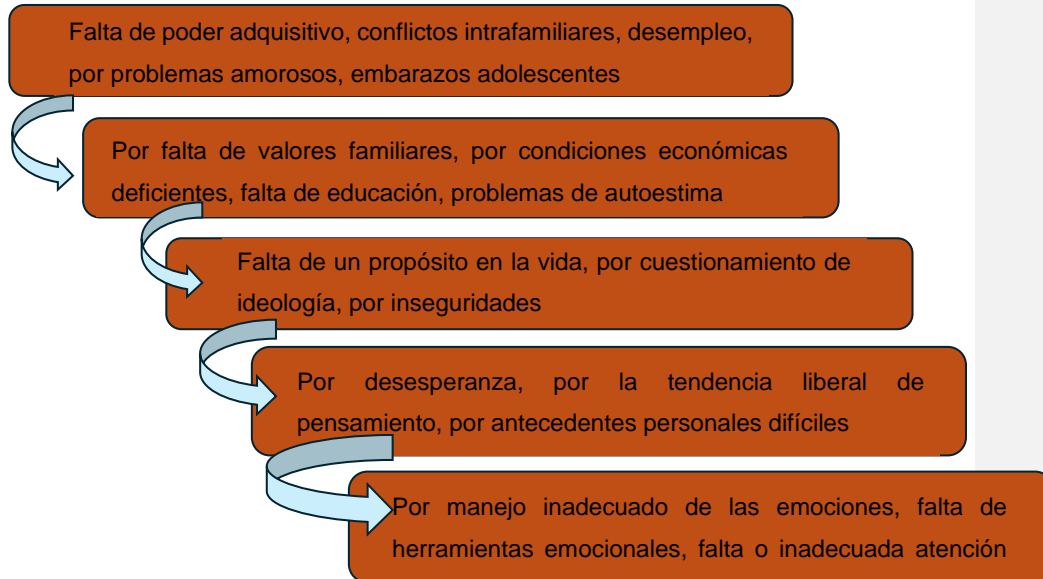 Falta de poder adquisitivo, conflictos intrafamiliares, desempleo,
por problemas amorosos, embarazos adolescentes
Por falta de valores familiares, por condiciones económicas
deficientes, falta de educación, problemas de autoestima
Falta de un propósito en la vida, por cuestionamiento de
ideología, por inseguridades
Por desesperanza, por la tendencia liberal de
pensamiento, por antecedentes personales difíciles
Por manejo inadecuado de las emociones, falta de
herramientas emocionales, falta o inadecuada atención